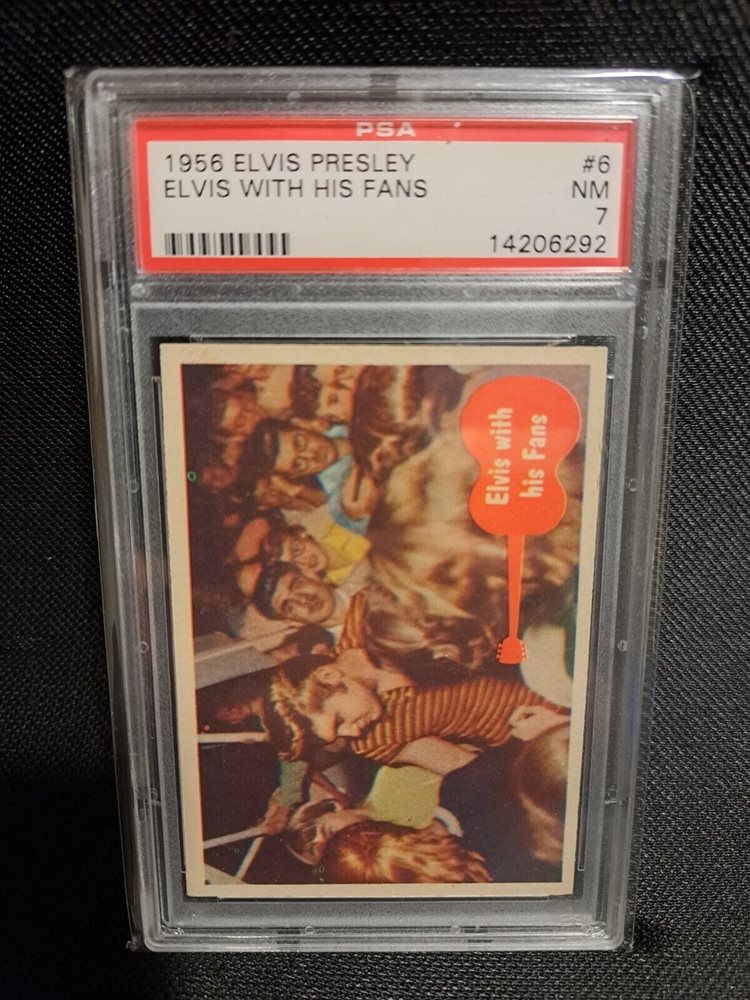 PSA
1956 ELVIS PRESLEY #6
ELVIS WITH HIS FANS NM
7
14206292
Elvis with
his Fans